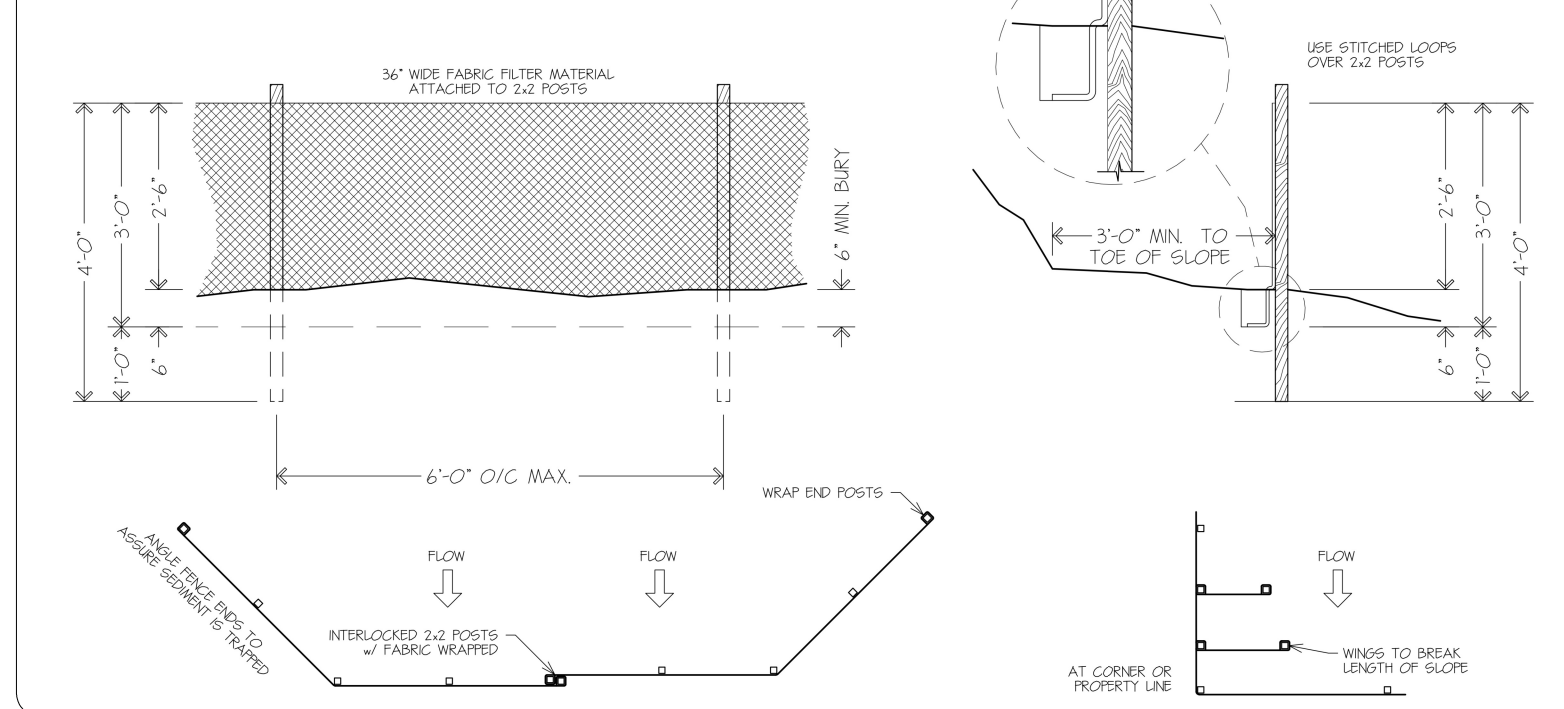 36" WIDE FABRIC FILTER MATERIAL
ATTACHED TO 2x2 POSTS
4'-0"
3'-0"
2'-6"
1'-0"
6"
6" MIN. BURY
6'-0" O/C MAX.
USE STITCHED LOOPS
OVER 2x2 POSTS
3'-0" MIN. TO
TOE OF SLOPE
2'-6"
3'-0"
4'-0"
6"
1'-0"
ANGLE FENCE ENDS TO
ASSURE SEDIMENT IS TRAPPED
FLOW
FLOW
WRAP END POSTS
INTERLOCKED 2x2 POSTS
w/ FABRIC WRAPPED
FLOW
WINGS TO BREAK
LENGTH OF SLOPE
AT CORNER OR
PROPERTY LINE